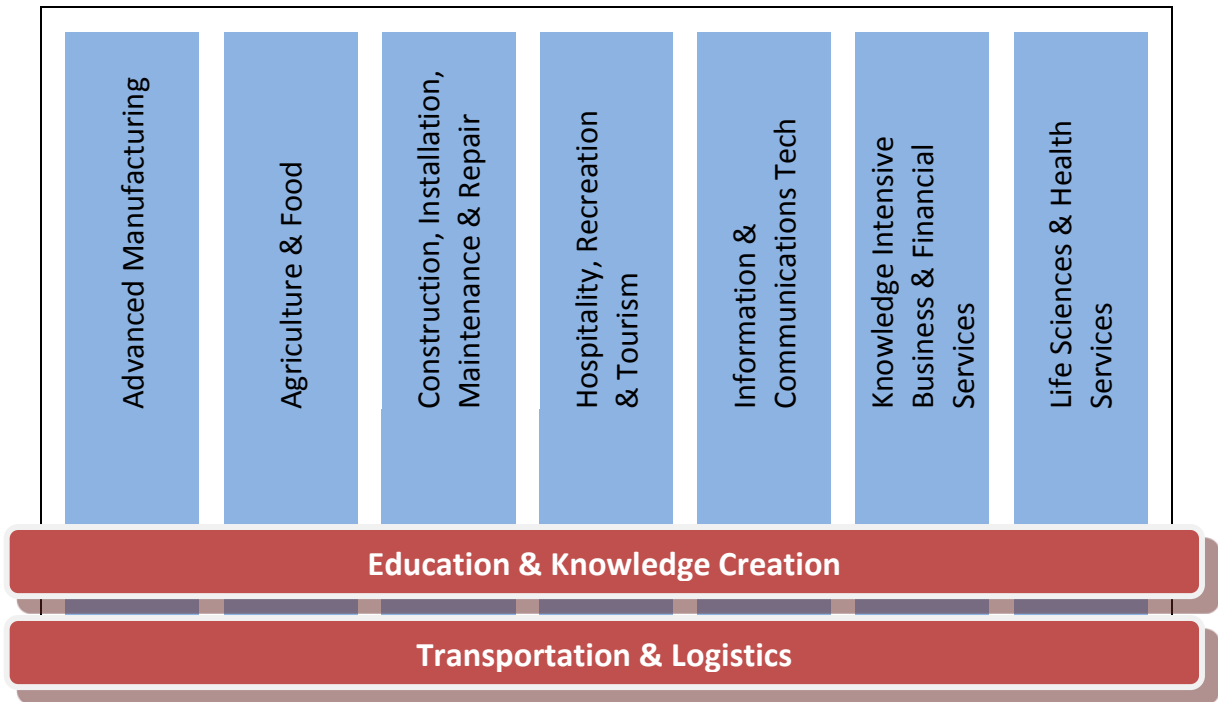 Advanced Manufacturing
Agriculture & Food
Construction, Installation,
Maintenance & Repair
Hospitality, Recreation
& Tourism
Information &
Communications Tech
Knowledge Intensive
Business & Financial
Services
Life Sciences & Health
Services
Education & Knowledge Creation
Transportation & Logistics